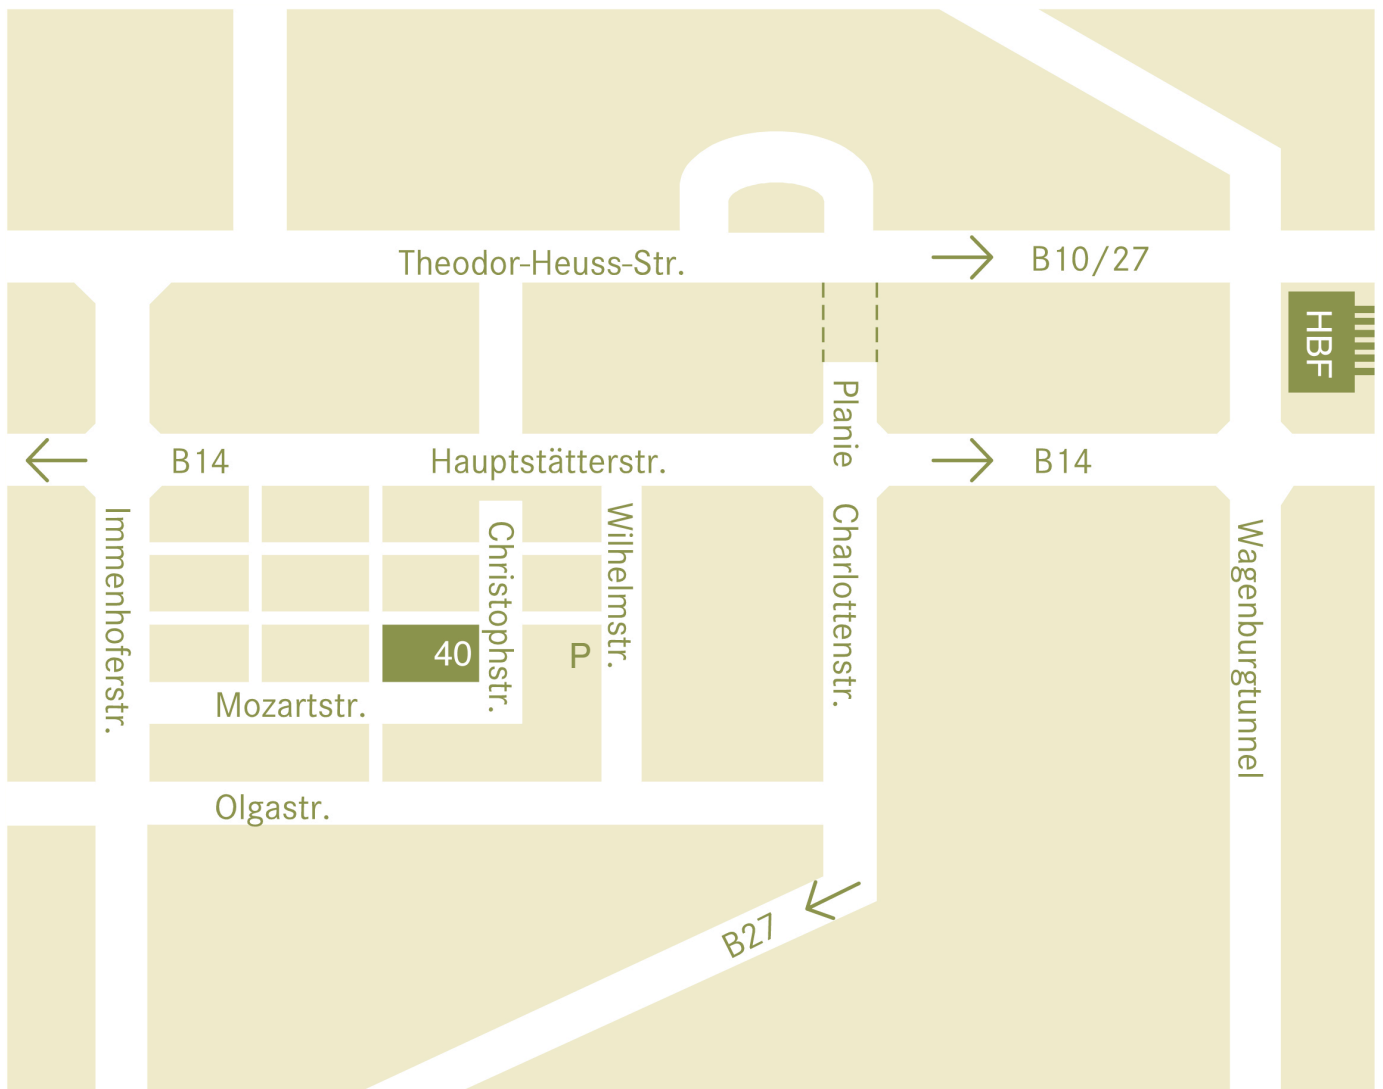 Theodor-Heuss-Str.
B10/27
HBF
Planie
B14
Hauptstätterstr.
B14
Immenhoferstr.
Christophstr.
Wilhelmstr.
Charlottenstr.
Wagenburgtunnel
40
P
Mozartstr.
Olgastr.
B27